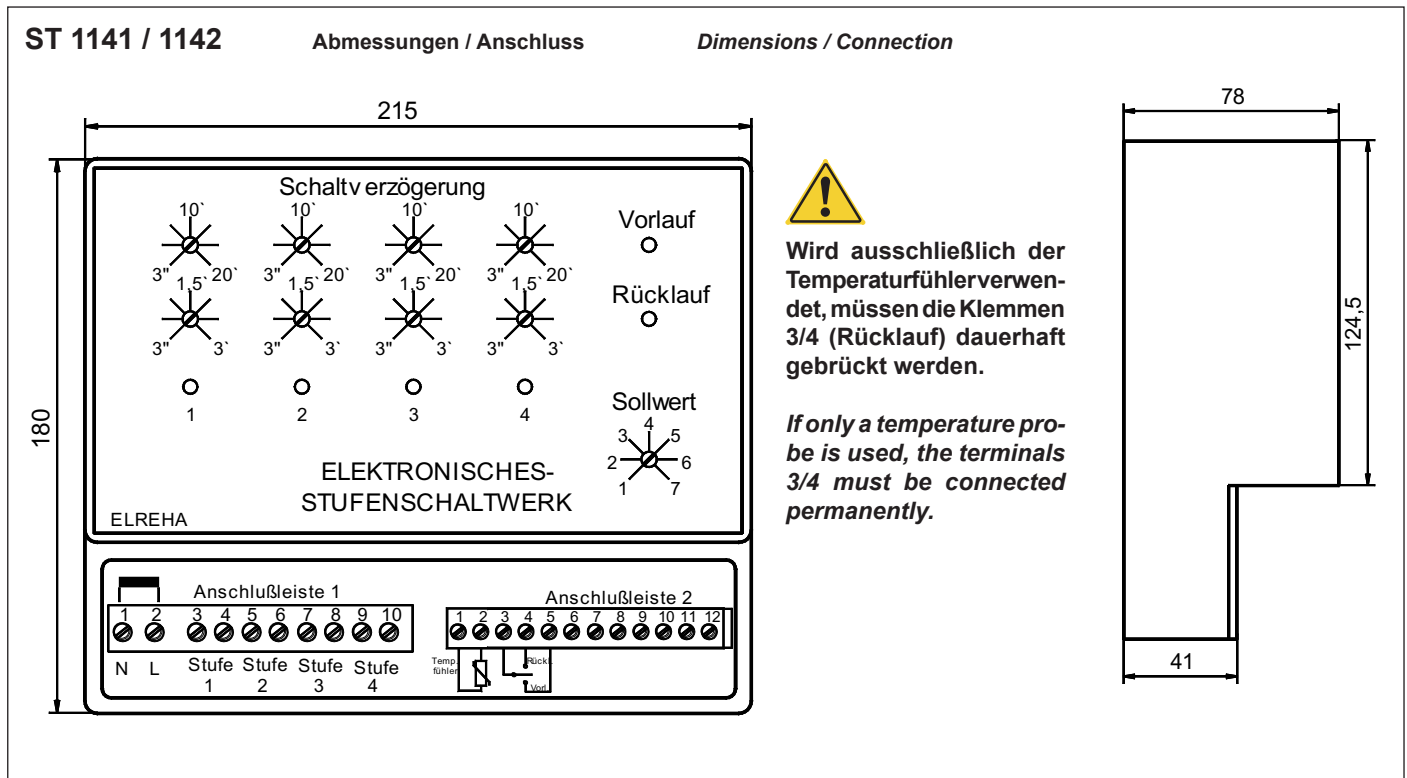 ST 1141 / 1142 Abmessungen / Anschluss Dimensions / Connection
215
78
180
124,5
41
Schaltverzögerung
10` 10` 10` 10`
3" 20` 3" 20` 3" 20` 3" 20`
1,5` 1,5` 1,5` 1,5`
3" 3` 3" 3` 3" 3` 3" 3`
1 2 3 4
Vorlauf
Rücklauf
Sollwert
1 2 3 4 5 6 7
ELEKTRONISCHES-
STUFENSCHALTWERK
ELREHA
Anschlußleiste 1
1 2 3 4 5 6 7 8 9 10
N L Stufe Stufe Stufe Stufe
1 2 3 4
Anschlußleiste 2
1 2 3 4 5 6 7 8 9 10 11 12
Temp.
fühler
Rückl.
Vorl.
Wird ausschließlich der
Temperaturfühlerverwen-
det, müssen die Klemmen
3/4 (Rücklauf) dauerhaft
gebrückt werden.
If only a temperature pro-
be is used, the terminals
3/4 must be connected
permanently.